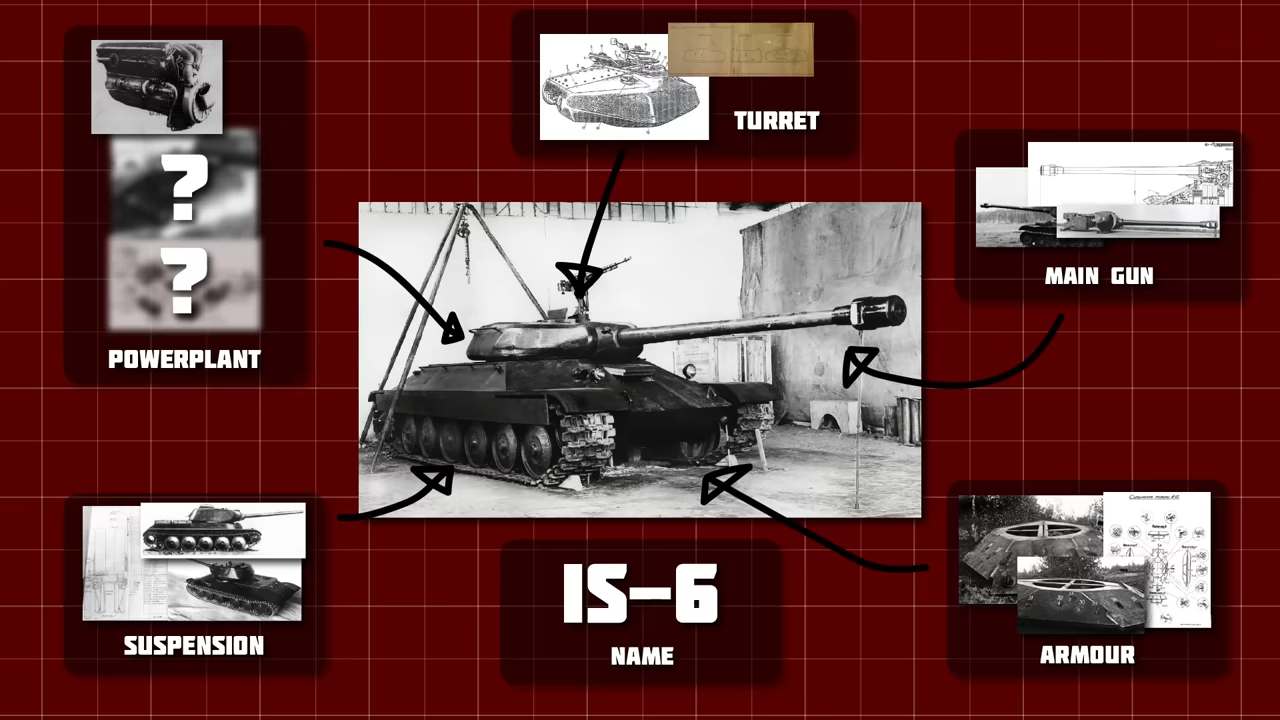 ?
?
POWERPLANT
TURRET
MAIN GUN
SUSPENSION
IS-6
NAME
ARMOUR